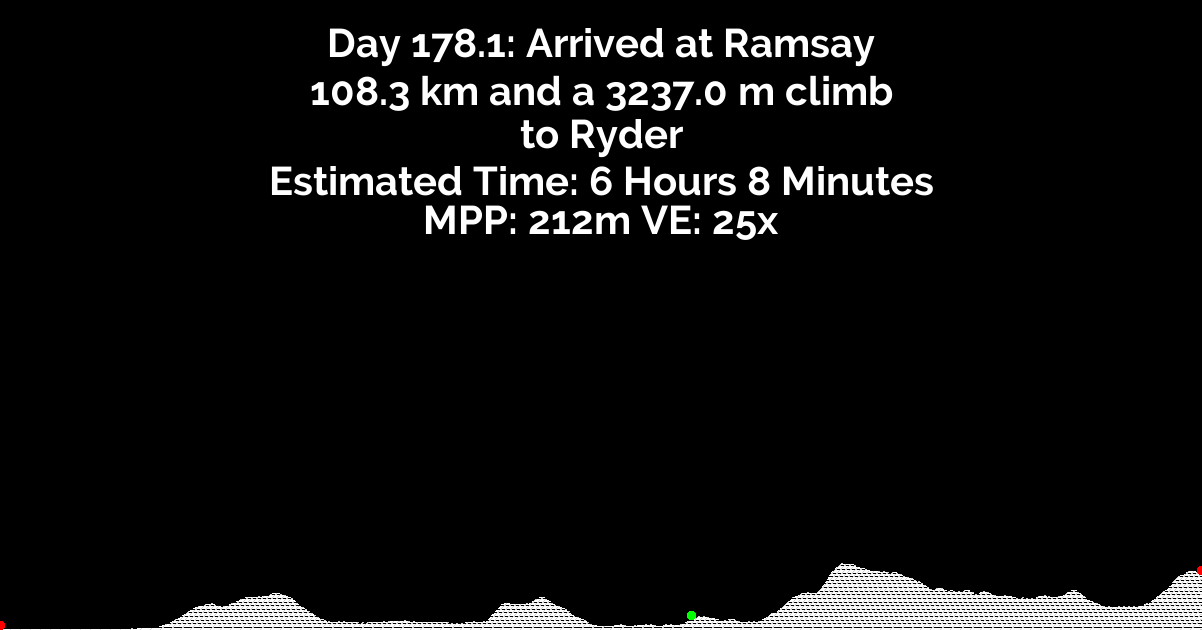 Day 178.1: Arrived at Ramsay
108.3 km and a 3237.0 m climb
to Ryder
Estimated Time: 6 Hours 8 Minutes
MPP: 212m VE: 25x